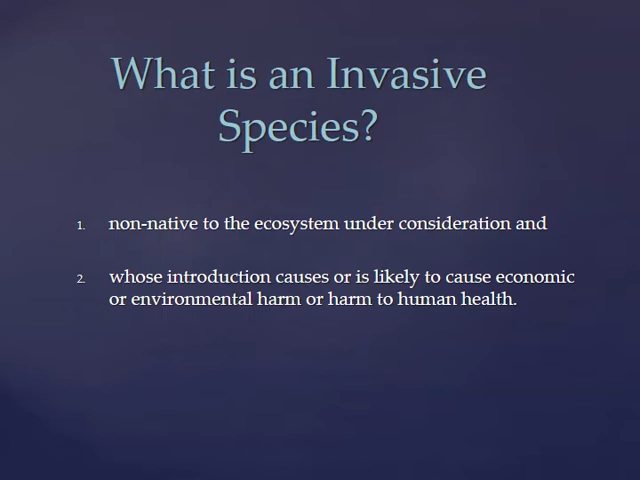 What is an Invasive
Species?
1. non-native to the ecosystem under consideration and
2. whose introduction causes or is likely to cause economic
or environmental harm or harm to human health.